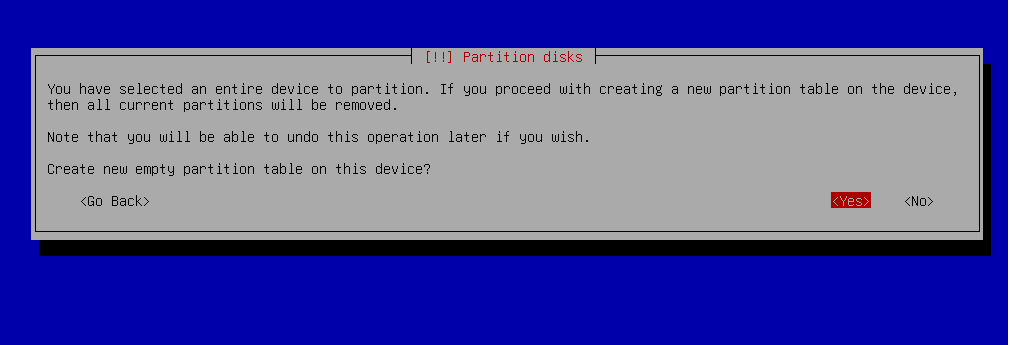 [!!] Partition disks
You have selected an entire device to partition. If you proceed with creating a new partition table on the device,
then all current partitions will be removed.
Note that you will be able to undo this operation later if you wish.
Create new empty partition table on this device?
<Go Back> <Yes> <No>